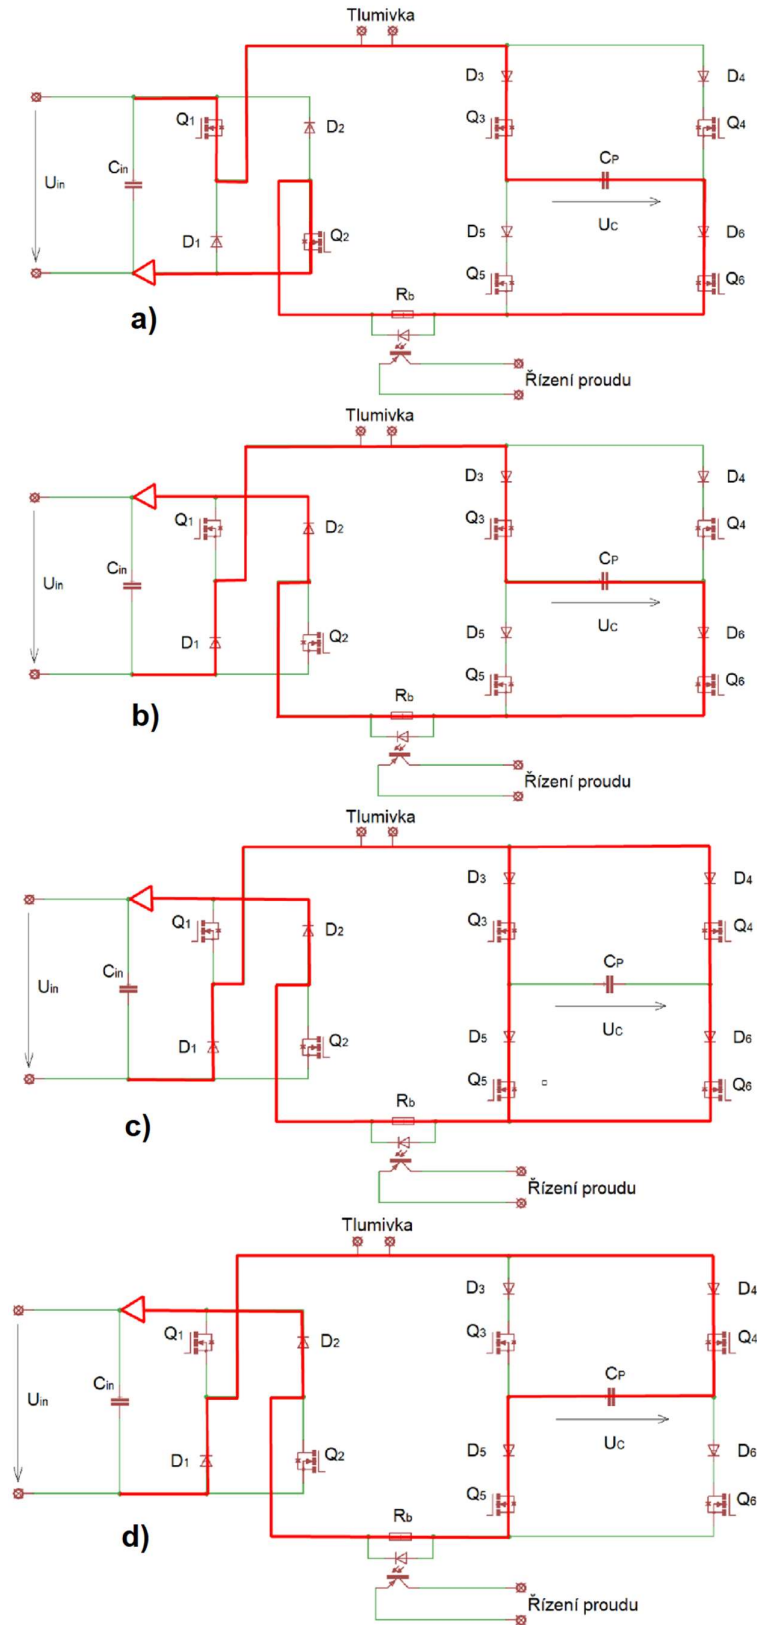 Tlumivka
D3
D4
Q1
Q3
Q4
D2
Cin
CP
Uin
UC
D1
Q2
D5
D6
Q5
Q6
Rb
a)
Řízení proudu
Tlumivka
D3
D4
Q1
Q3
Q4
D2
Cin
CP
Uin
UC
D1
Q2
D5
D6
Q5
Q6
Rb
b)
Řízení proudu
Tlumivka
D3
D4
Q1
Q3
Q4
D2
CP
Cin
Uin
UC
D1
Q2
D5
D6
Q5
Q6
Rb
c)
Řízení proudu
Tlumivka
D3
D4
Q1
Q3
Q4
D2
CP
Cin
Uin
UC
D1
Q2
D5
D6
Q5
Q6
Rb
d)
Řízení proudu